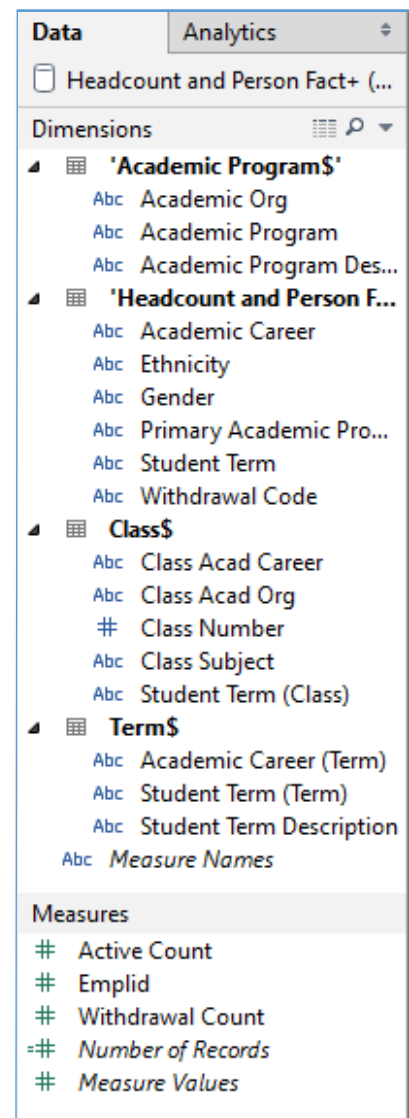 Data Analytics
Headcount and Person Fact+ (...
Dimensions
'Academic Program$'
Abc Academic Org
Abc Academic Program
Abc Academic Program Des...
'Headcount and Person F...
Abc Academic Career
Abc Ethnicity
Abc Gender
Abc Primary Academic Pro...
Abc Student Term
Abc Withdrawal Code
Class$
Abc Class Acad Career
Abc Class Acad Org
# Class Number
Abc Class Subject
Abc Student Term (Class)
Term$
Abc Academic Career (Term)
Abc Student Term (Term)
Abc Student Term Description
Abc Measure Names
Measures
# Active Count
# Emplid
# Withdrawal Count
=# Number of Records
# Measure Values